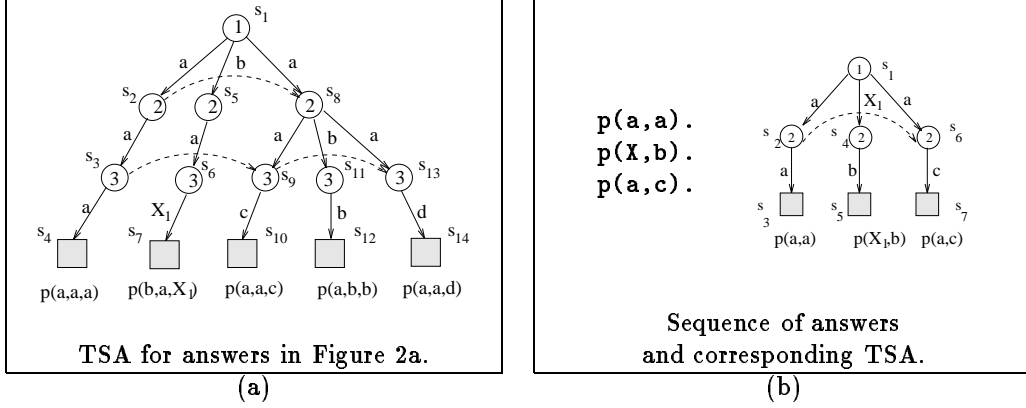 s1
1
a b a
s2 2 2 s5 2 s8
a a a b a
s3 3 3 s6 3 s9 3 s11 3 s13
a X1 c b d
s4 s7 s10 s12 s14
p(a,a,a) p(b,a,X1) p(a,a,c) p(a,b,b) p(a,a,d)
TSA for answers in Figure 2a.
(a)
1 s1
a X1 a
p(a,a).
p(X,b).
p(a,c).
s2 2 s4 2 2 s6
a b c
s3 s5 s7
p(a,a) p(X1,b) p(a,c)
Sequence of answers
and corresponding TSA.
(b)